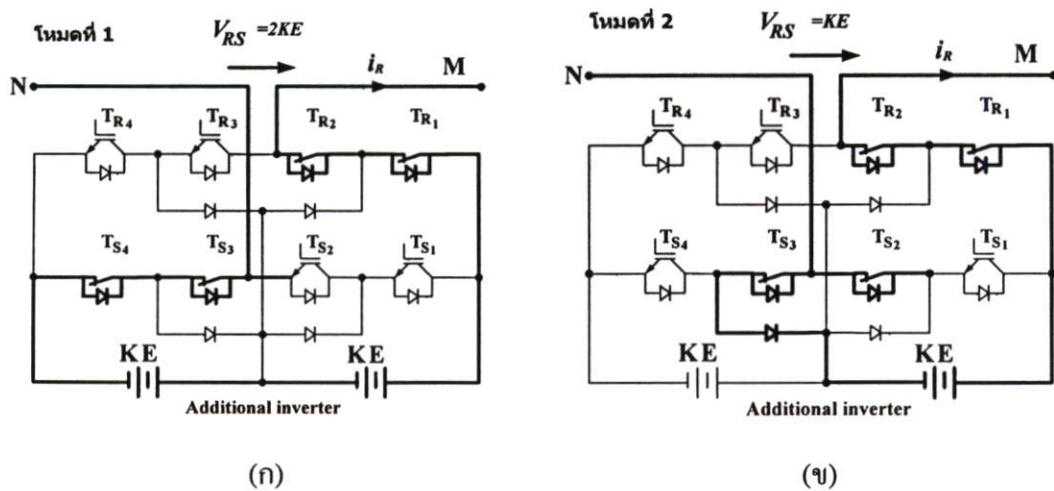 โหมดที่ 1
V_RS =2KE
i_R
N
M
T_R4
T_R3
T_R2
T_R1
T_S4
T_S3
T_S2
T_S1
KE
KE
Additional inverter
(ก)
โหมดที่ 2
V_RS =KE
i_R
N
M
T_R4
T_R3
T_R2
T_R1
T_S4
T_S3
T_S2
T_S1
KE
KE
Additional inverter
(ข)